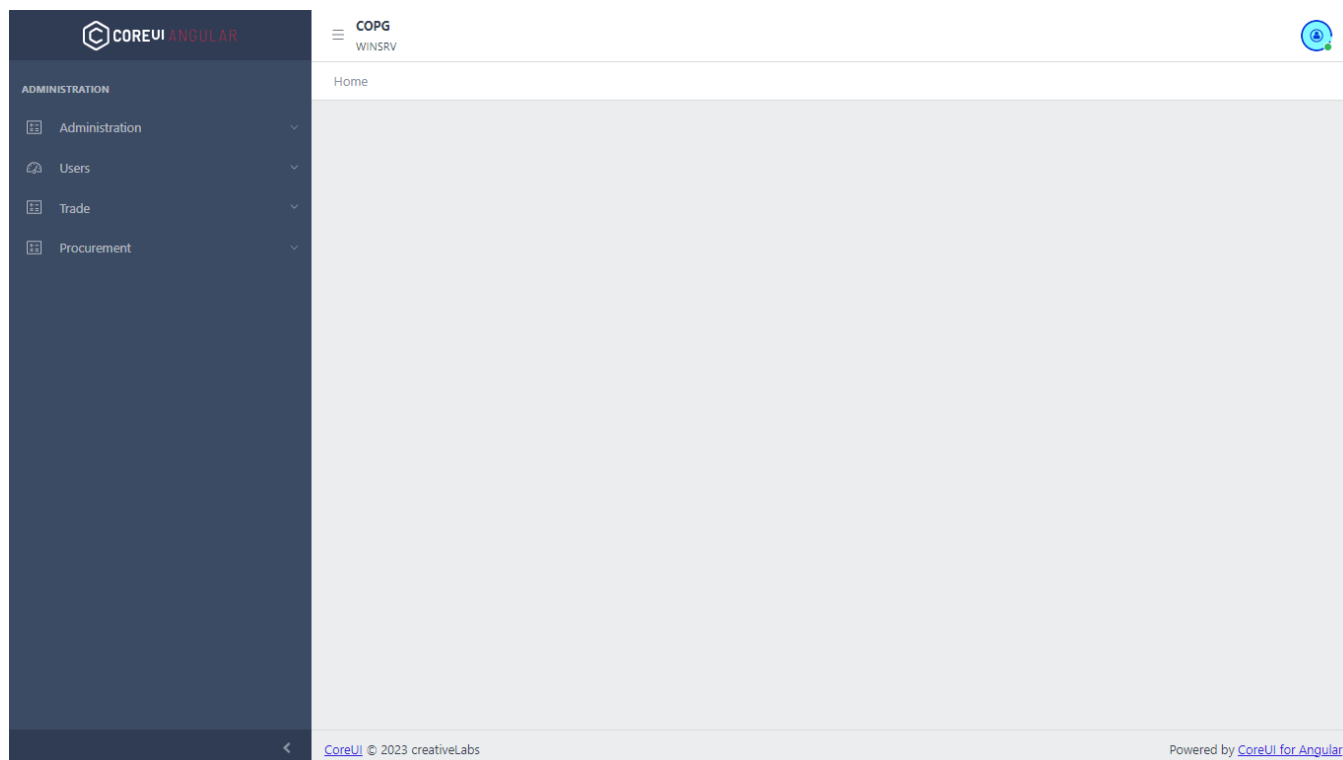 COREUI ANGULAR
COPG
WINSRV
Home
ADMINISTRATION
Administration
Users
Trade
Procurement
CoreUI © 2023 creativeLabs
Powered by CoreUI for Angular